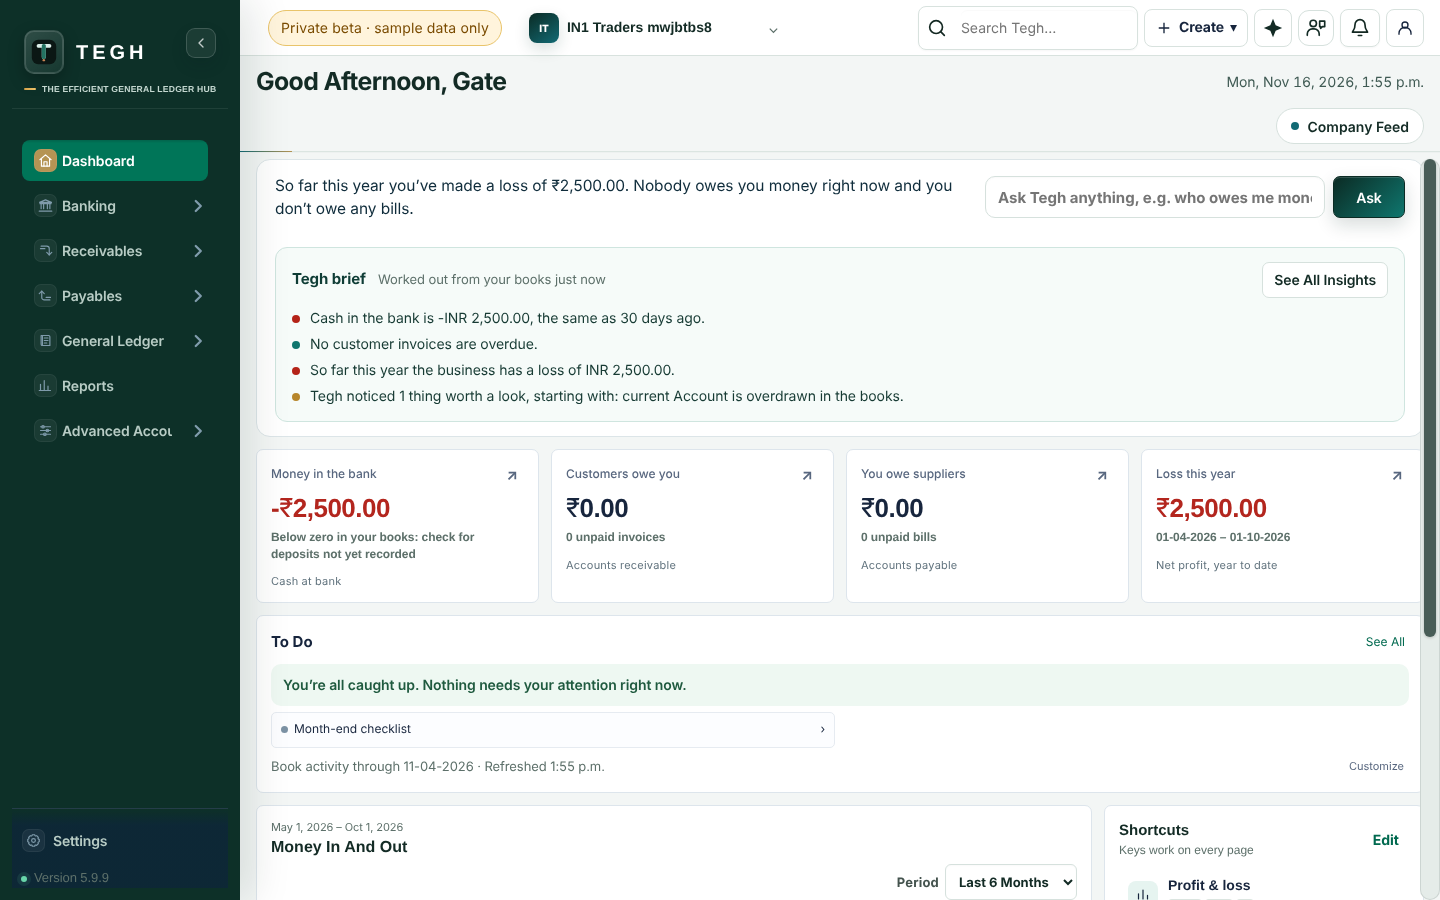 TEGH
THE EFFICIENT GENERAL LEDGER HUB
Dashboard
Banking
Receivables
Payables
General Ledger
Reports
Advanced Accou
Settings
Version 5.9.9
Private beta · sample data only
IT
IN1 Traders mwjbtbs8
Search Tegh...
+ Create ▾
Good Afternoon, Gate
Mon, Nov 16, 2026, 1:55 p.m.
Company Feed
So far this year you’ve made a loss of ₹2,500.00. Nobody owes you money right now and you
don’t owe any bills.
Ask Tegh anything, e.g. who owes me mon
Ask
Tegh brief
Worked out from your books just now
See All Insights
Cash in the bank is -INR 2,500.00, the same as 30 days ago.
No customer invoices are overdue.
So far this year the business has a loss of INR 2,500.00.
Tegh noticed 1 thing worth a look, starting with: current Account is overdrawn in the books.
Money in the bank
-₹2,500.00
Below zero in your books: check for
deposits not yet recorded
Cash at bank
Customers owe you
₹0.00
0 unpaid invoices
Accounts receivable
You owe suppliers
₹0.00
0 unpaid bills
Accounts payable
Loss this year
₹2,500.00
01-04-2026 – 01-10-2026
Net profit, year to date
To Do
See All
You’re all caught up. Nothing needs your attention right now.
Month-end checklist
Book activity through 11-04-2026 · Refreshed 1:55 p.m.
Customize
May 1, 2026 – Oct 1, 2026
Money In And Out
Period
Last 6 Months
Shortcuts
Keys work on every page
Edit
Profit & loss